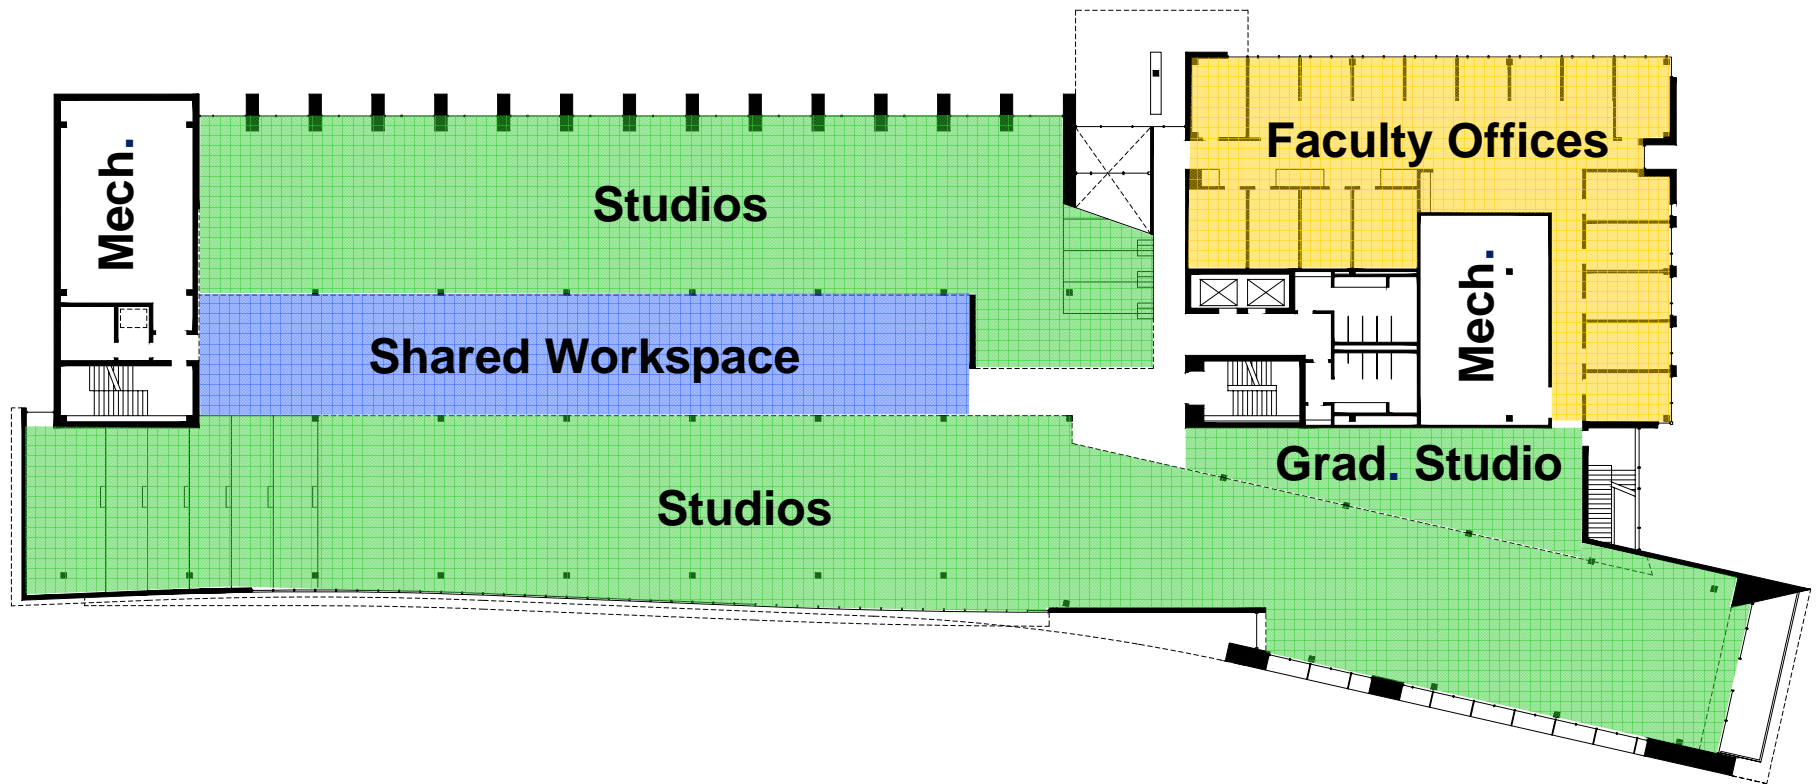 Mech.
Studios
Faculty Offices
Shared Workspace
Mech.
Studios
Grad. Studio